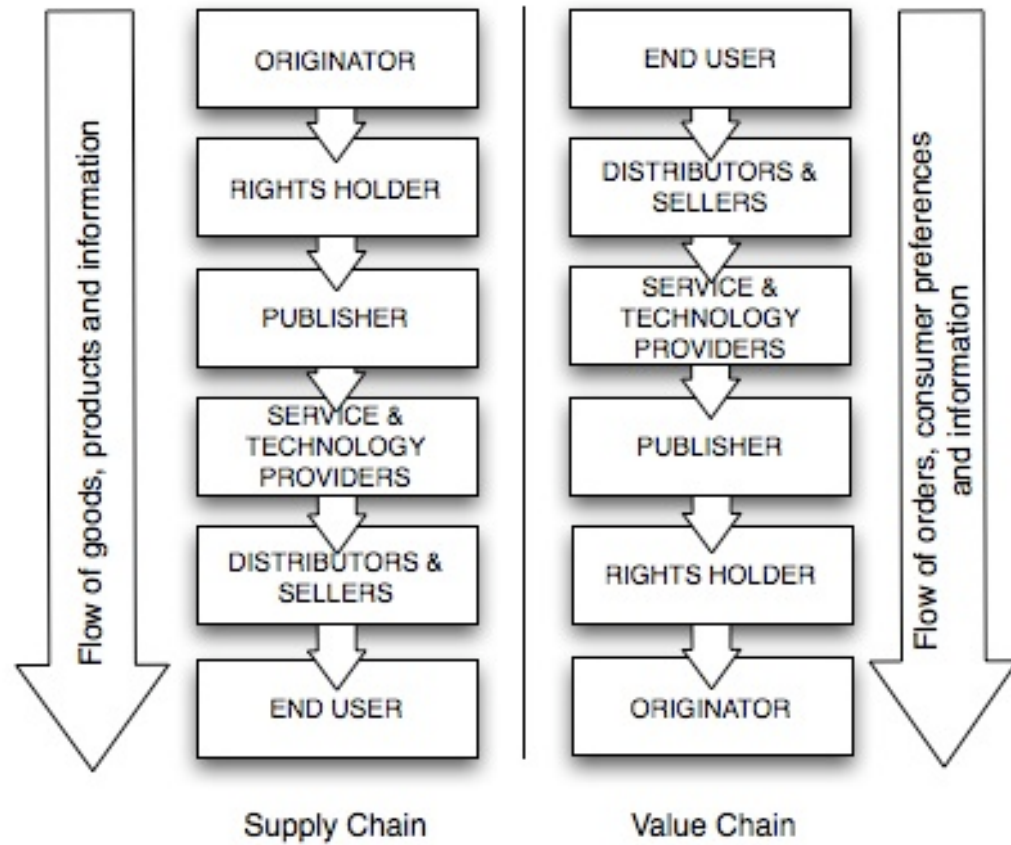 Flow of goods, products and information
ORIGINATOR
RIGHTS HOLDER
PUBLISHER
SERVICE &
TECHNOLOGY
PROVIDERS
DISTRIBUTORS &
SELLERS
END USER
Supply Chain
END USER
DISTRIBUTORS &
SELLERS
SERVICE &
TECHNOLOGY
PROVIDERS
PUBLISHER
RIGHTS HOLDER
ORIGINATOR
Value Chain
Flow of orders, consumer preferences
and information